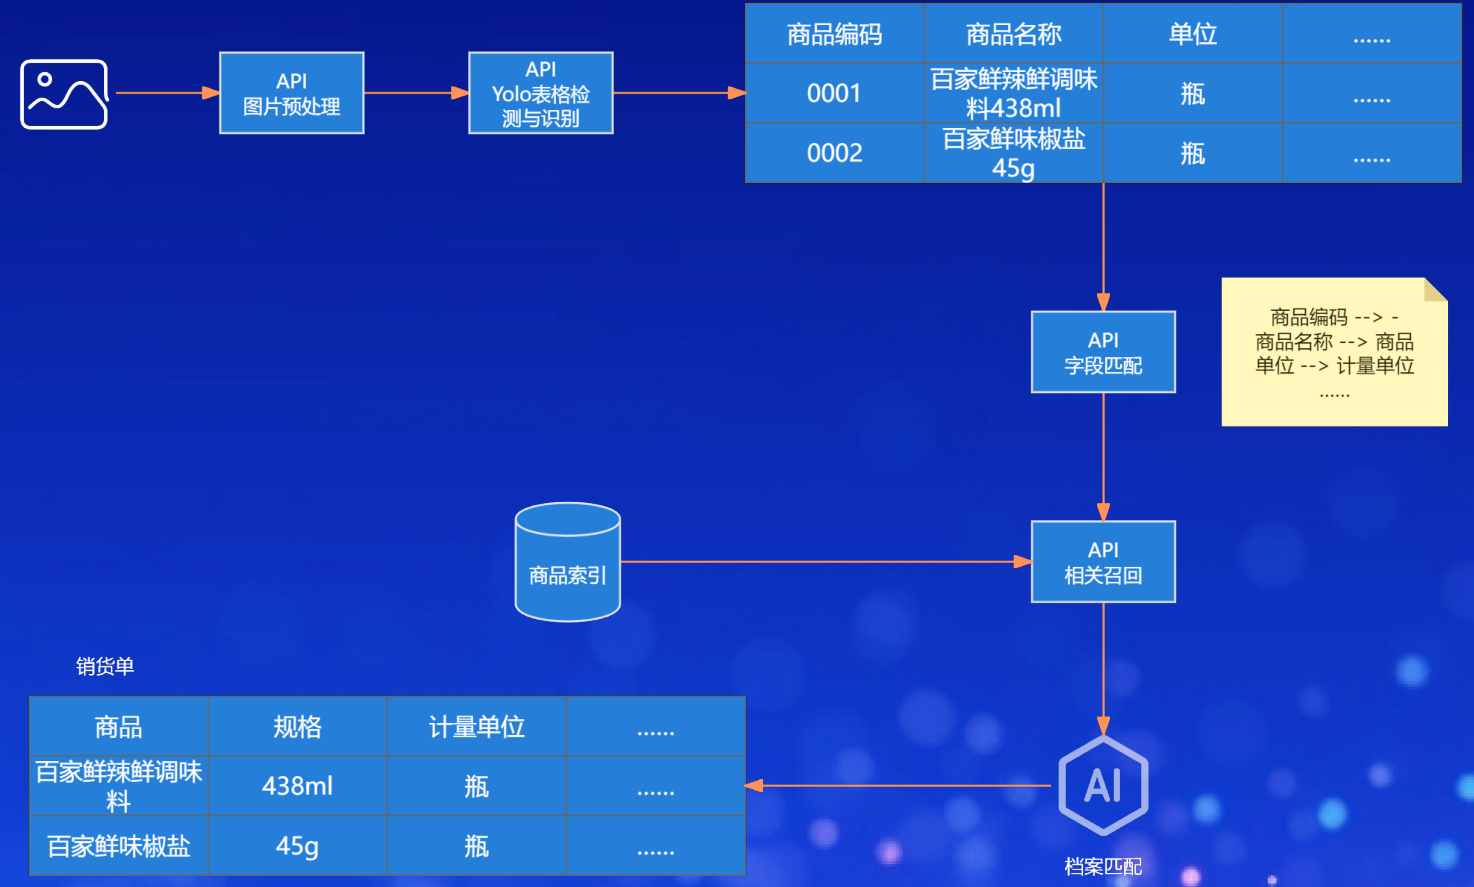 API
图片预处理
API
Yolo表格检
测与识别
商品编码 商品名称 单位 ......
0001 百家鲜辣鲜调味
料438ml 瓶 ......
0002 百家鲜味椒盐
45g 瓶 ......
API
字段匹配
商品编码 --> -
商品名称 --> 商品
单位 --> 计量单位
......
商品索引
API
相关召回
AI
档案匹配
销货单
商品 规格 计量单位 ......
百家鲜辣鲜调味
料 438ml 瓶 ......
百家鲜味椒盐 45g 瓶 ......